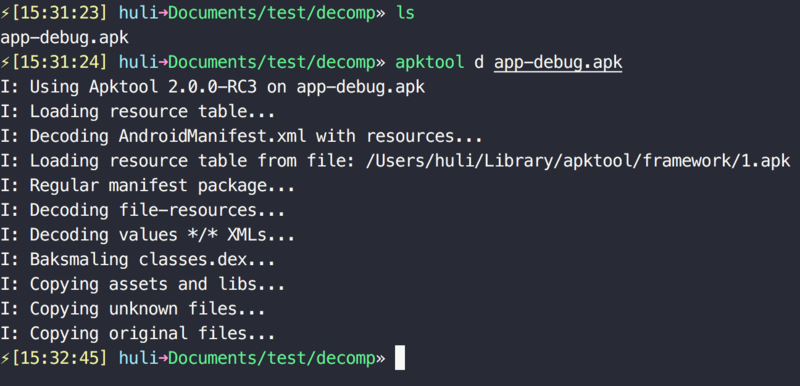 ⚡[15:31:23] huli→Documents/test/decomp» ls
app-debug.apk
⚡[15:31:24] huli→Documents/test/decomp» apktool d app-debug.apk
I: Using Apktool 2.0.0-RC3 on app-debug.apk
I: Loading resource table...
I: Decoding AndroidManifest.xml with resources...
I: Loading resource table from file: /Users/huli/Library/apktool/framework/1.apk
I: Regular manifest package...
I: Decoding file-resources...
I: Decoding values */* XMLs...
I: Baksmaling classes.dex...
I: Copying assets and libs...
I: Copying unknown files...
I: Copying original files...
⚡[15:32:45] huli→Documents/test/decomp»